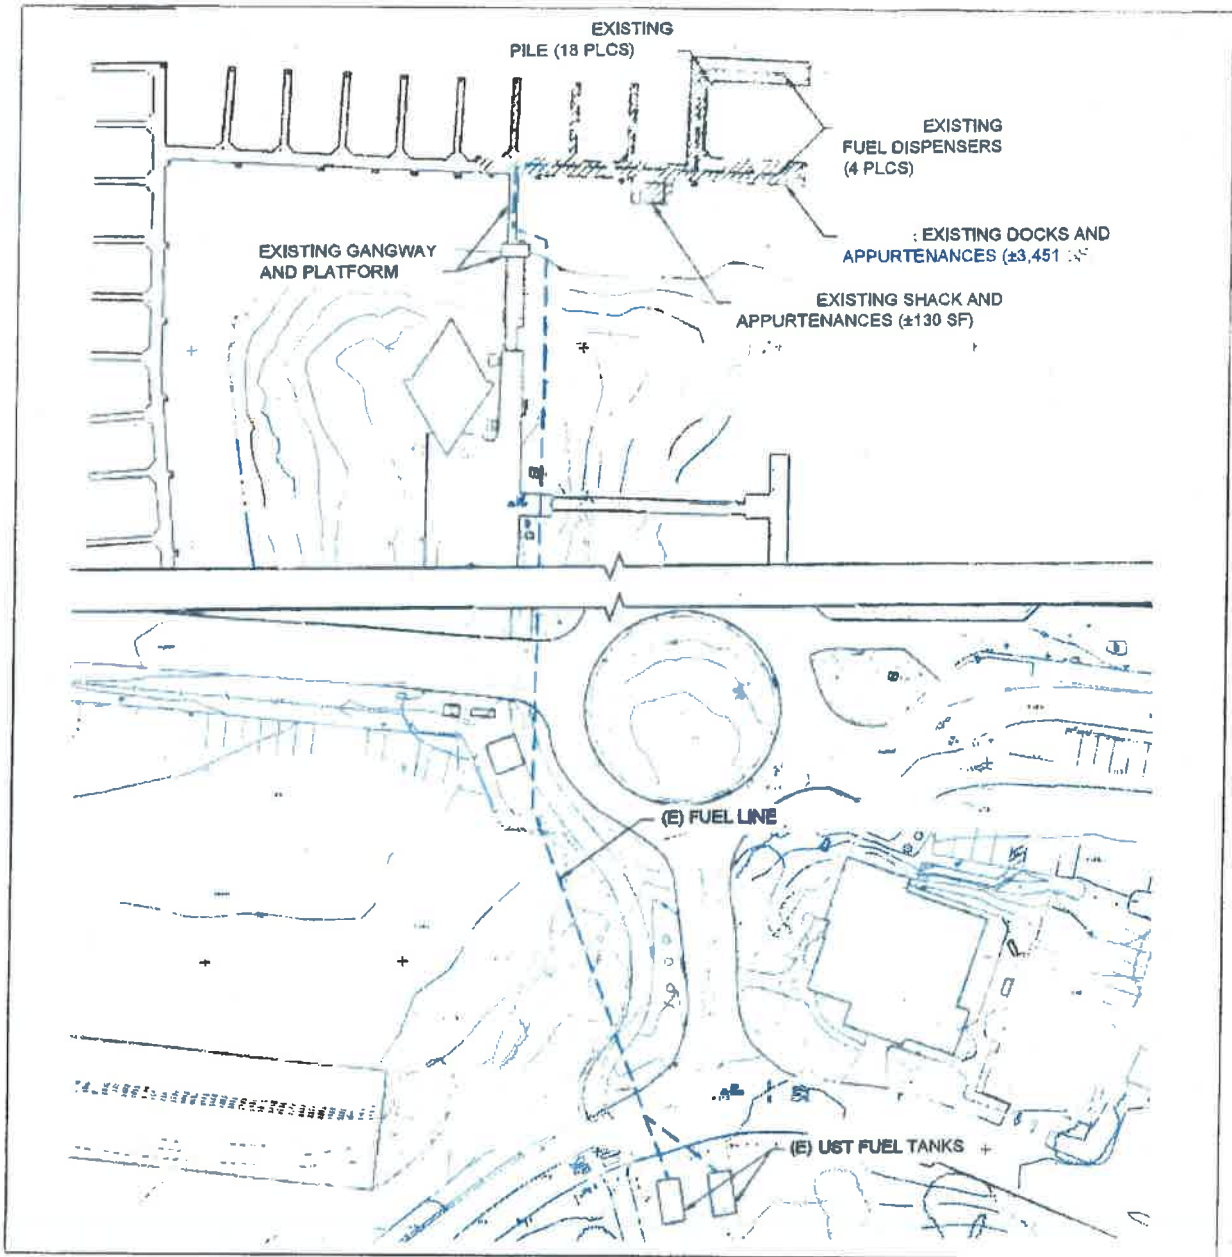 EXISTING
PILE (18 PLCS)
EXISTING
FUEL DISPENSERS
(4 PLCS)
: EXISTING DOCKS AND
APPURTENANCES (±3,451
EXISTING GANGWAY
AND PLATFORM
EXISTING SHACK AND
APPURTENANCES (±130 SF)
(E) FUEL LINE
(E) UST FUEL TANKS